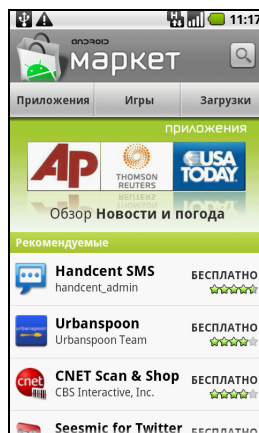 H 11:17
android
маркет
Приложения Игры Загрузки
приложения
AP THOMSON REUTERS USA TODAY
Обзор Новости и погода
Рекомендуемые
Handcent SMS БЕСПЛАТНО
handcent_admin
Urbanspoon БЕСПЛАТНО
Urbanspoon Team
CNET Scan & Shop БЕСПЛАТНО
cnet CBS Interactive, Inc.
Seesmic for Twitter БЕСПЛАТНО